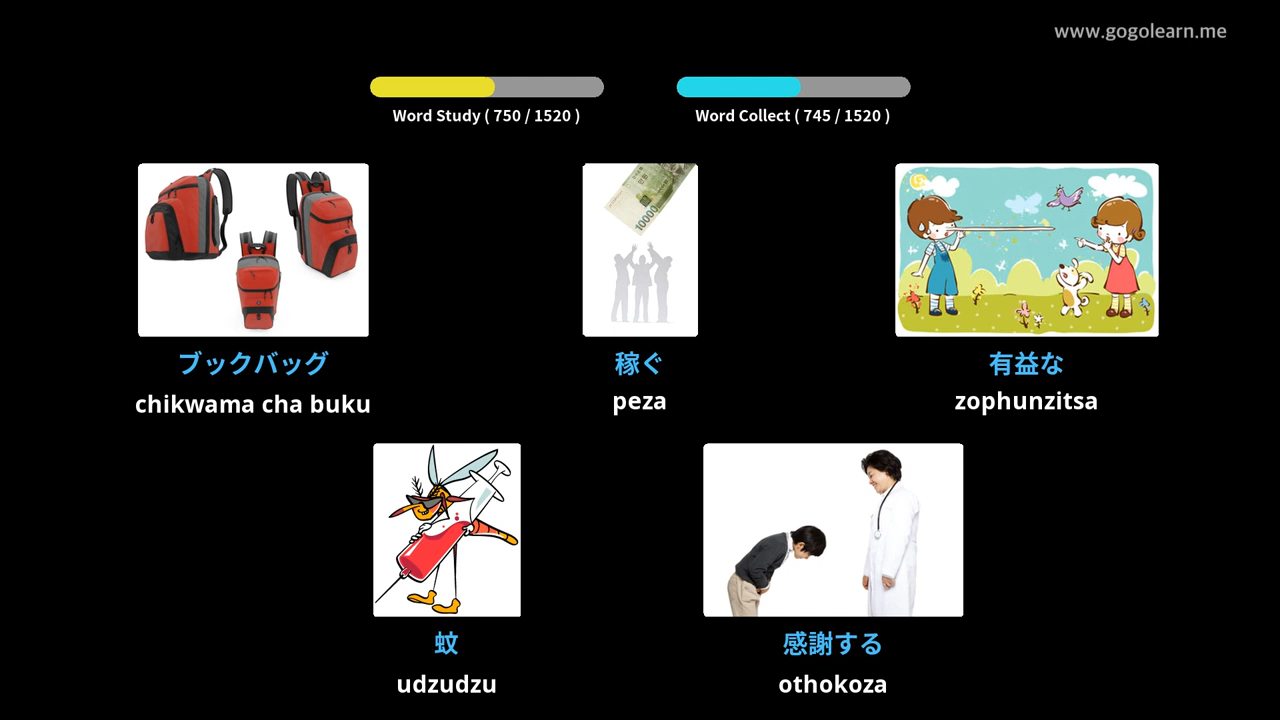 www.gogolearn.me
Word Study ( 750 / 1520 )
Word Collect ( 745 / 1520 )
10000
ブックバッグ
chikwama cha buku
稼ぐ
peza
有益な
zophunzitsa
蚊
udzudzu
感謝する
othokoza